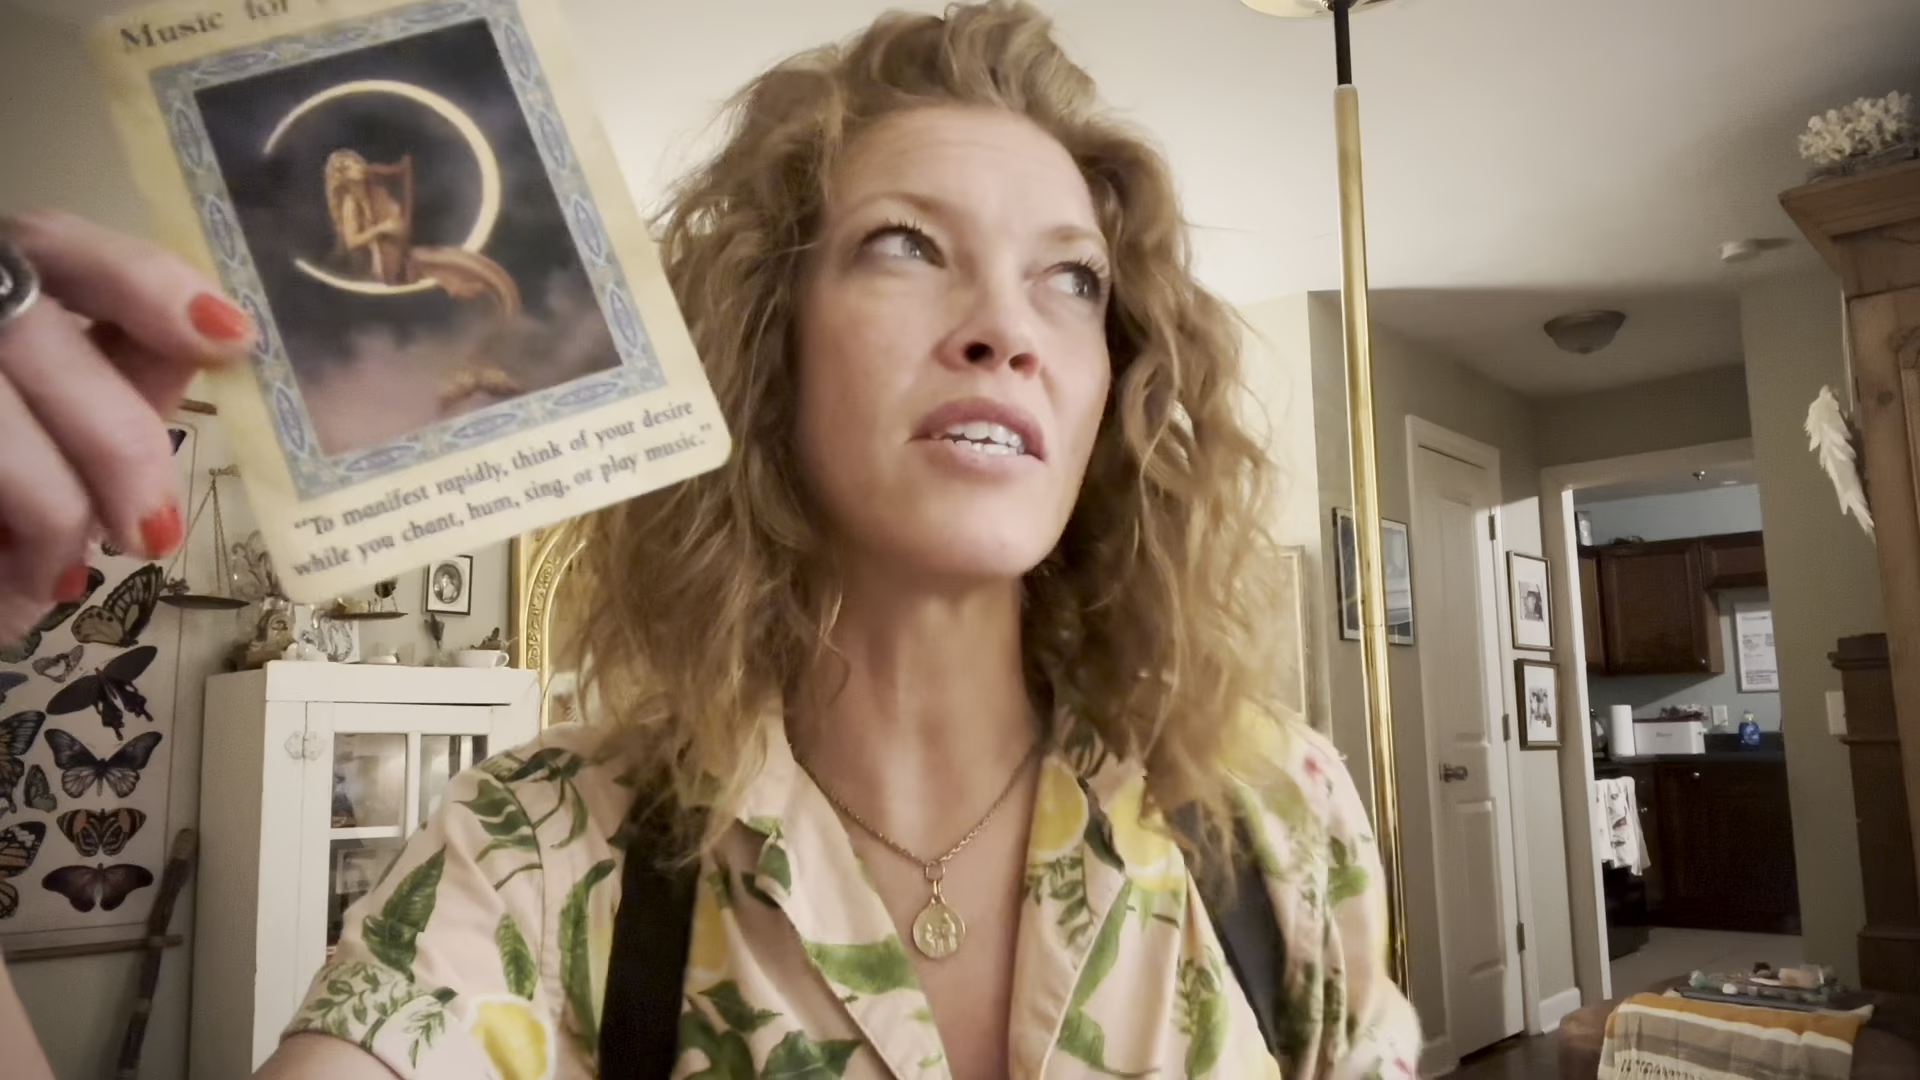 Music for
"To manifest rapidly, think of your desire
while you chant, hum, sing, or play music."